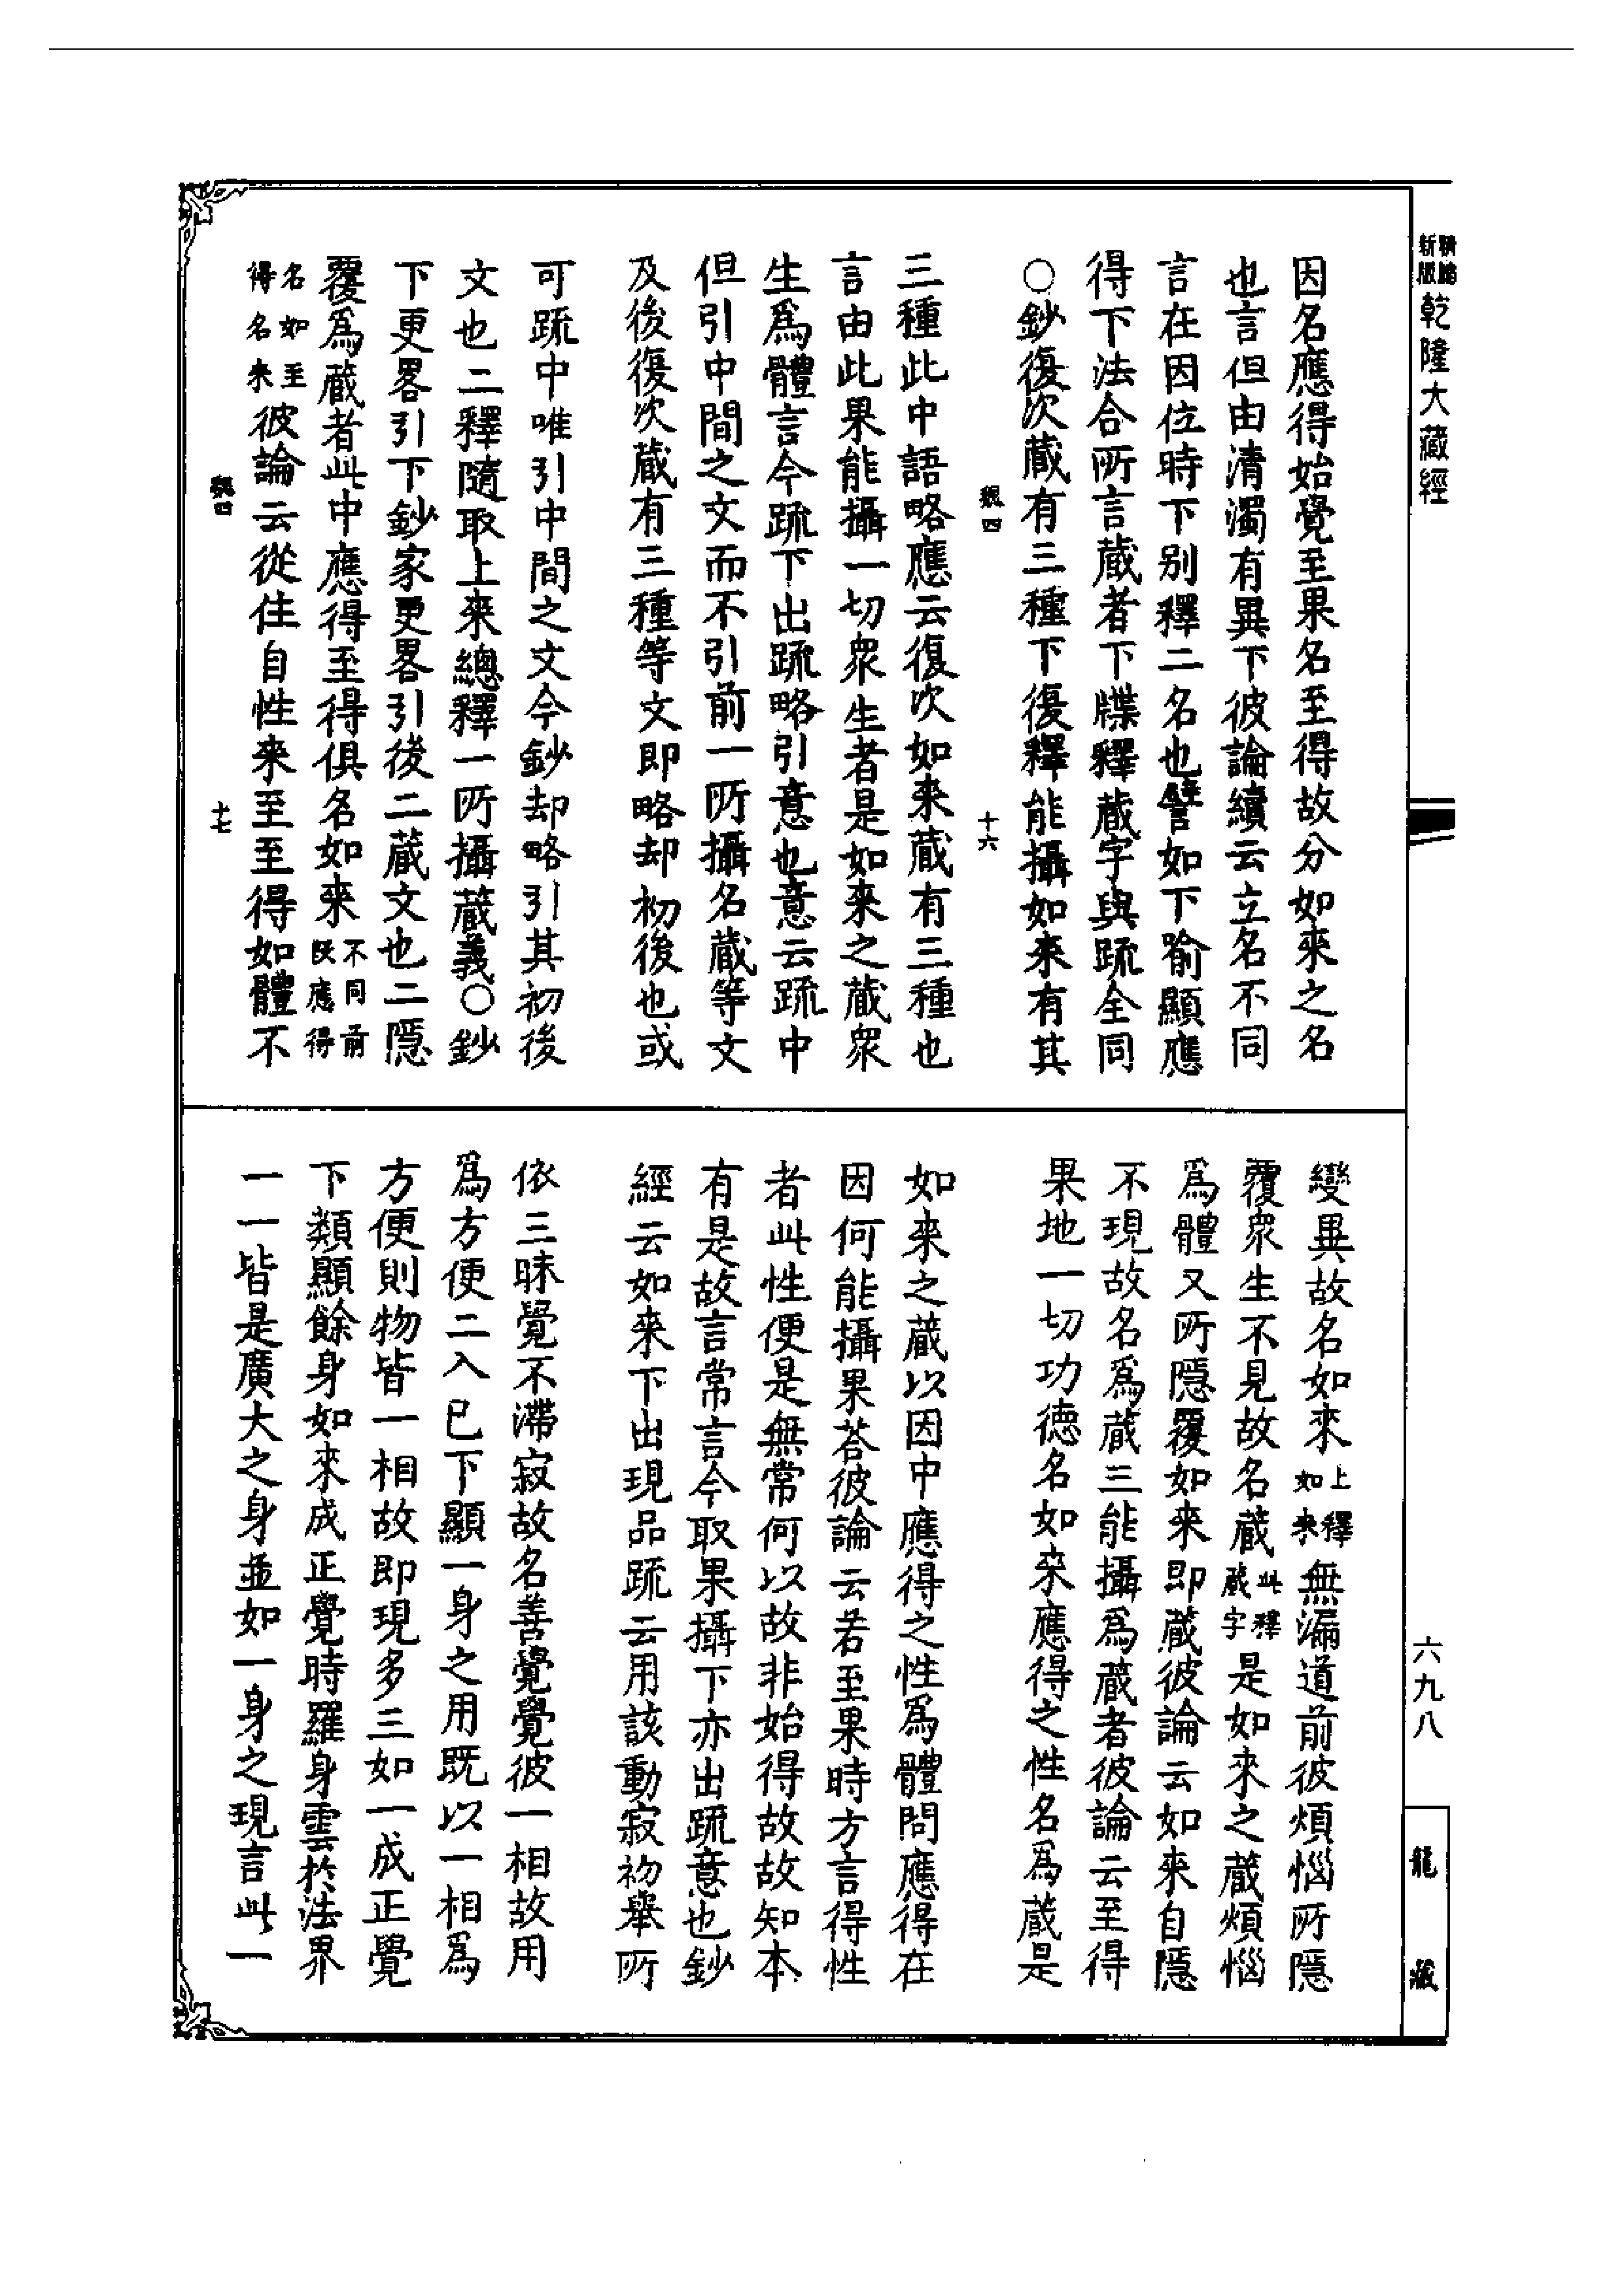 精縮新版乾隆大藏經
因名應得始覺至果名至得故分如來之名
也言但由清濁有異下彼論續云立名不同
言在因位時下別釋二名也譬如下喻顯應
得下法合所言藏者下牒釋藏字與疏全同
○鈔復次藏有三種下復釋能攝如來有其
魏四
十六
三種此中語略應云復次如來藏有三種也
言由此果能攝一切眾生者是如來之藏眾
生爲體言今疏下出疏略引意也意云疏中
但引中間之文而不引前一所攝名藏等文
及後復次藏有三種等文即略却初後也或
可疏中唯引中間之文今鈔却略引其初後
文也二釋隨取上來總釋一所攝藏義○鈔
下更畧引下鈔家更畧引後二藏文也二隱
覆爲藏者此中應得至得俱名如來不同前既應得
名如至得名來彼論云從住自性來至至得如體不
魏四
十七
變異故名如來上釋如來無漏道前彼煩惱所隱
覆眾生不見故名藏此釋藏字是如來之藏煩惱
爲體又所隱覆如來即藏彼論云如來自隱
不現故名爲藏三能攝爲藏者彼論云至得
果地一切功德名如來應得之性名為藏是
如來之藏以因中應得之性爲體問應得在
因何能攝果荅彼論云若至果時方言得性
者此性便是無常何以故非始得故故知本
有是故言常言今取果攝下亦出疏意也鈔
經云如來下出現品疏云用該動寂初舉所
依三昧覺不滯寂故名善覺覺彼一相故用
爲方便二入已下顯一身之用既以一相爲
方便則物皆一相故即現多三如一成正覺
下類顯餘身如來成正覺時羅身雲於法界
一一皆是廣大之身並如一身之現言此一
六九八
龍藏